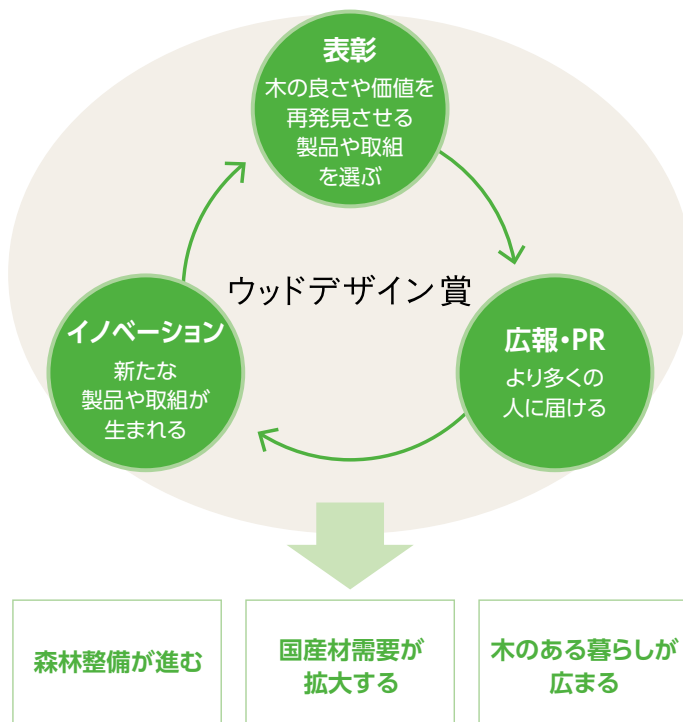 表彰
木の良さや価値を
再発見させる
製品や取組
を選ぶ
ウッドデザイン賞
イノベーション
新たな
製品や取組が
生まれる
広報・PR
より多くの
人に届ける
森林整備が進む
国産材需要が
拡大する
木のある暮らしが
広まる